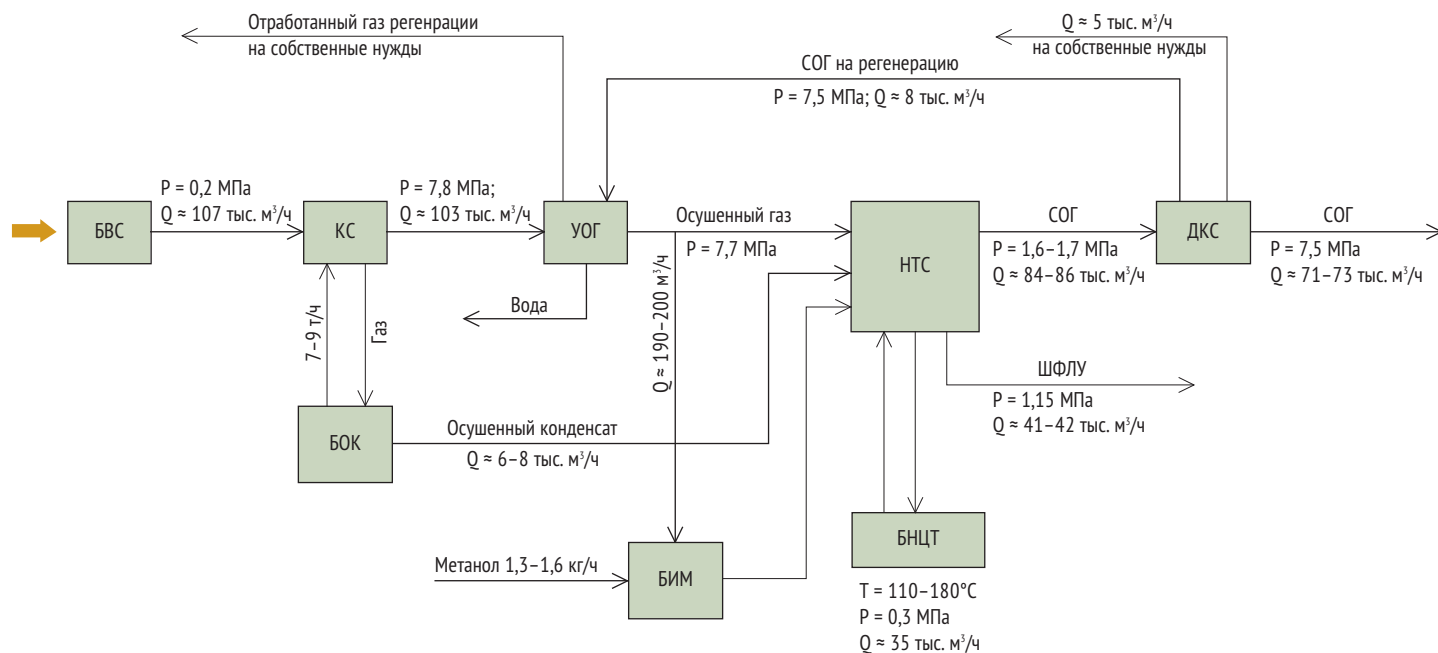 Отработанный газ регенрации
на собственные нужды
Q ≈ 5 тыс. м³/ч
на собственные нужды
СОГ на регенерацию
P = 7,5 МПа; Q ≈ 8 тыс. м³/ч
БВС
P = 0,2 МПа
Q ≈ 107 тыс. м³/ч
КС
P = 7,8 МПа;
Q ≈ 103 тыс. м³/ч
УОГ
Осушенный газ
P = 7,7 МПа
НТС
СОГ
P = 1,6–1,7 МПа
Q ≈ 84–86 тыс. м³/ч
ДКС
СОГ
P = 7,5 МПа
Q ≈ 71–73 тыс. м³/ч
Вода
7–9 т/ч
Газ
Q ≈ 190–200 м³/ч
ШФЛУ
P = 1,15 МПа
Q ≈ 41–42 тыс. м³/ч
БОК
Осушенный конденсат
Q ≈ 6–8 тыс. м³/ч
БНЦТ
Метанол 1,3–1,6 кг/ч
БИМ
T = 110–180°C
P = 0,3 МПа
Q ≈ 35 тыс. м³/ч